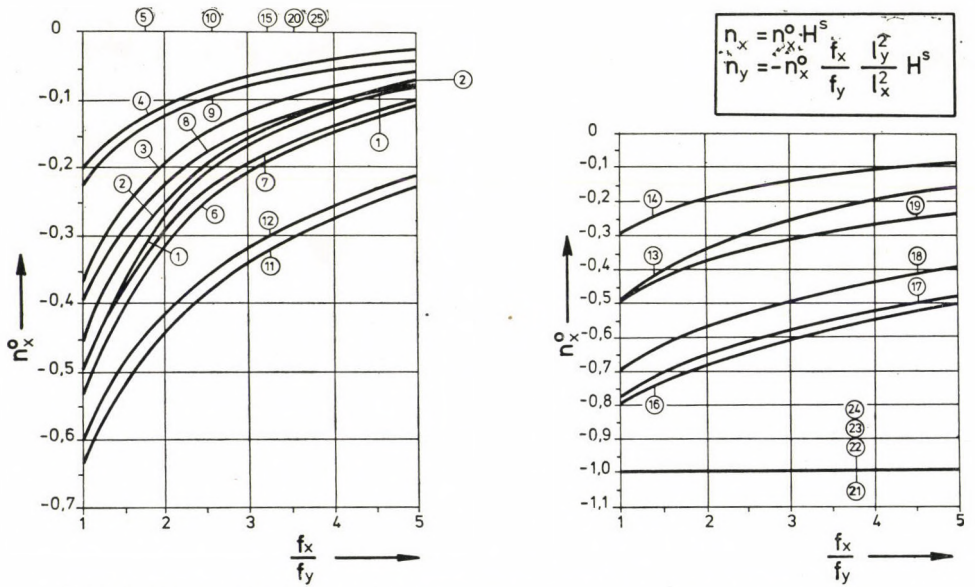 ⑤ ⑩ ⑮ ⑳ ㉕
0
-0,1
-0,2
-0,3
-0,4
-0,5
-0,6
-0,7
④ ⑨ ⑧ ③ ② ① ⑥ ⑦ ② ① ⑫ ⑪
1 2 3 4 5
n°x
fx
fy
nx = n°x·Hˢ
ny = -n°x fx/fy l²y/l²x Hˢ
0
-0,1
-0,2
-0,3
-0,4
-0,5
-0,6
-0,7
-0,8
-0,9
-1,0
-1,1
⑭ ⑲ ⑬ ⑱ ⑰ ⑯ ㉔ ㉓ ㉒ ㉑
1 2 3 4 5
n°x
fx
fy